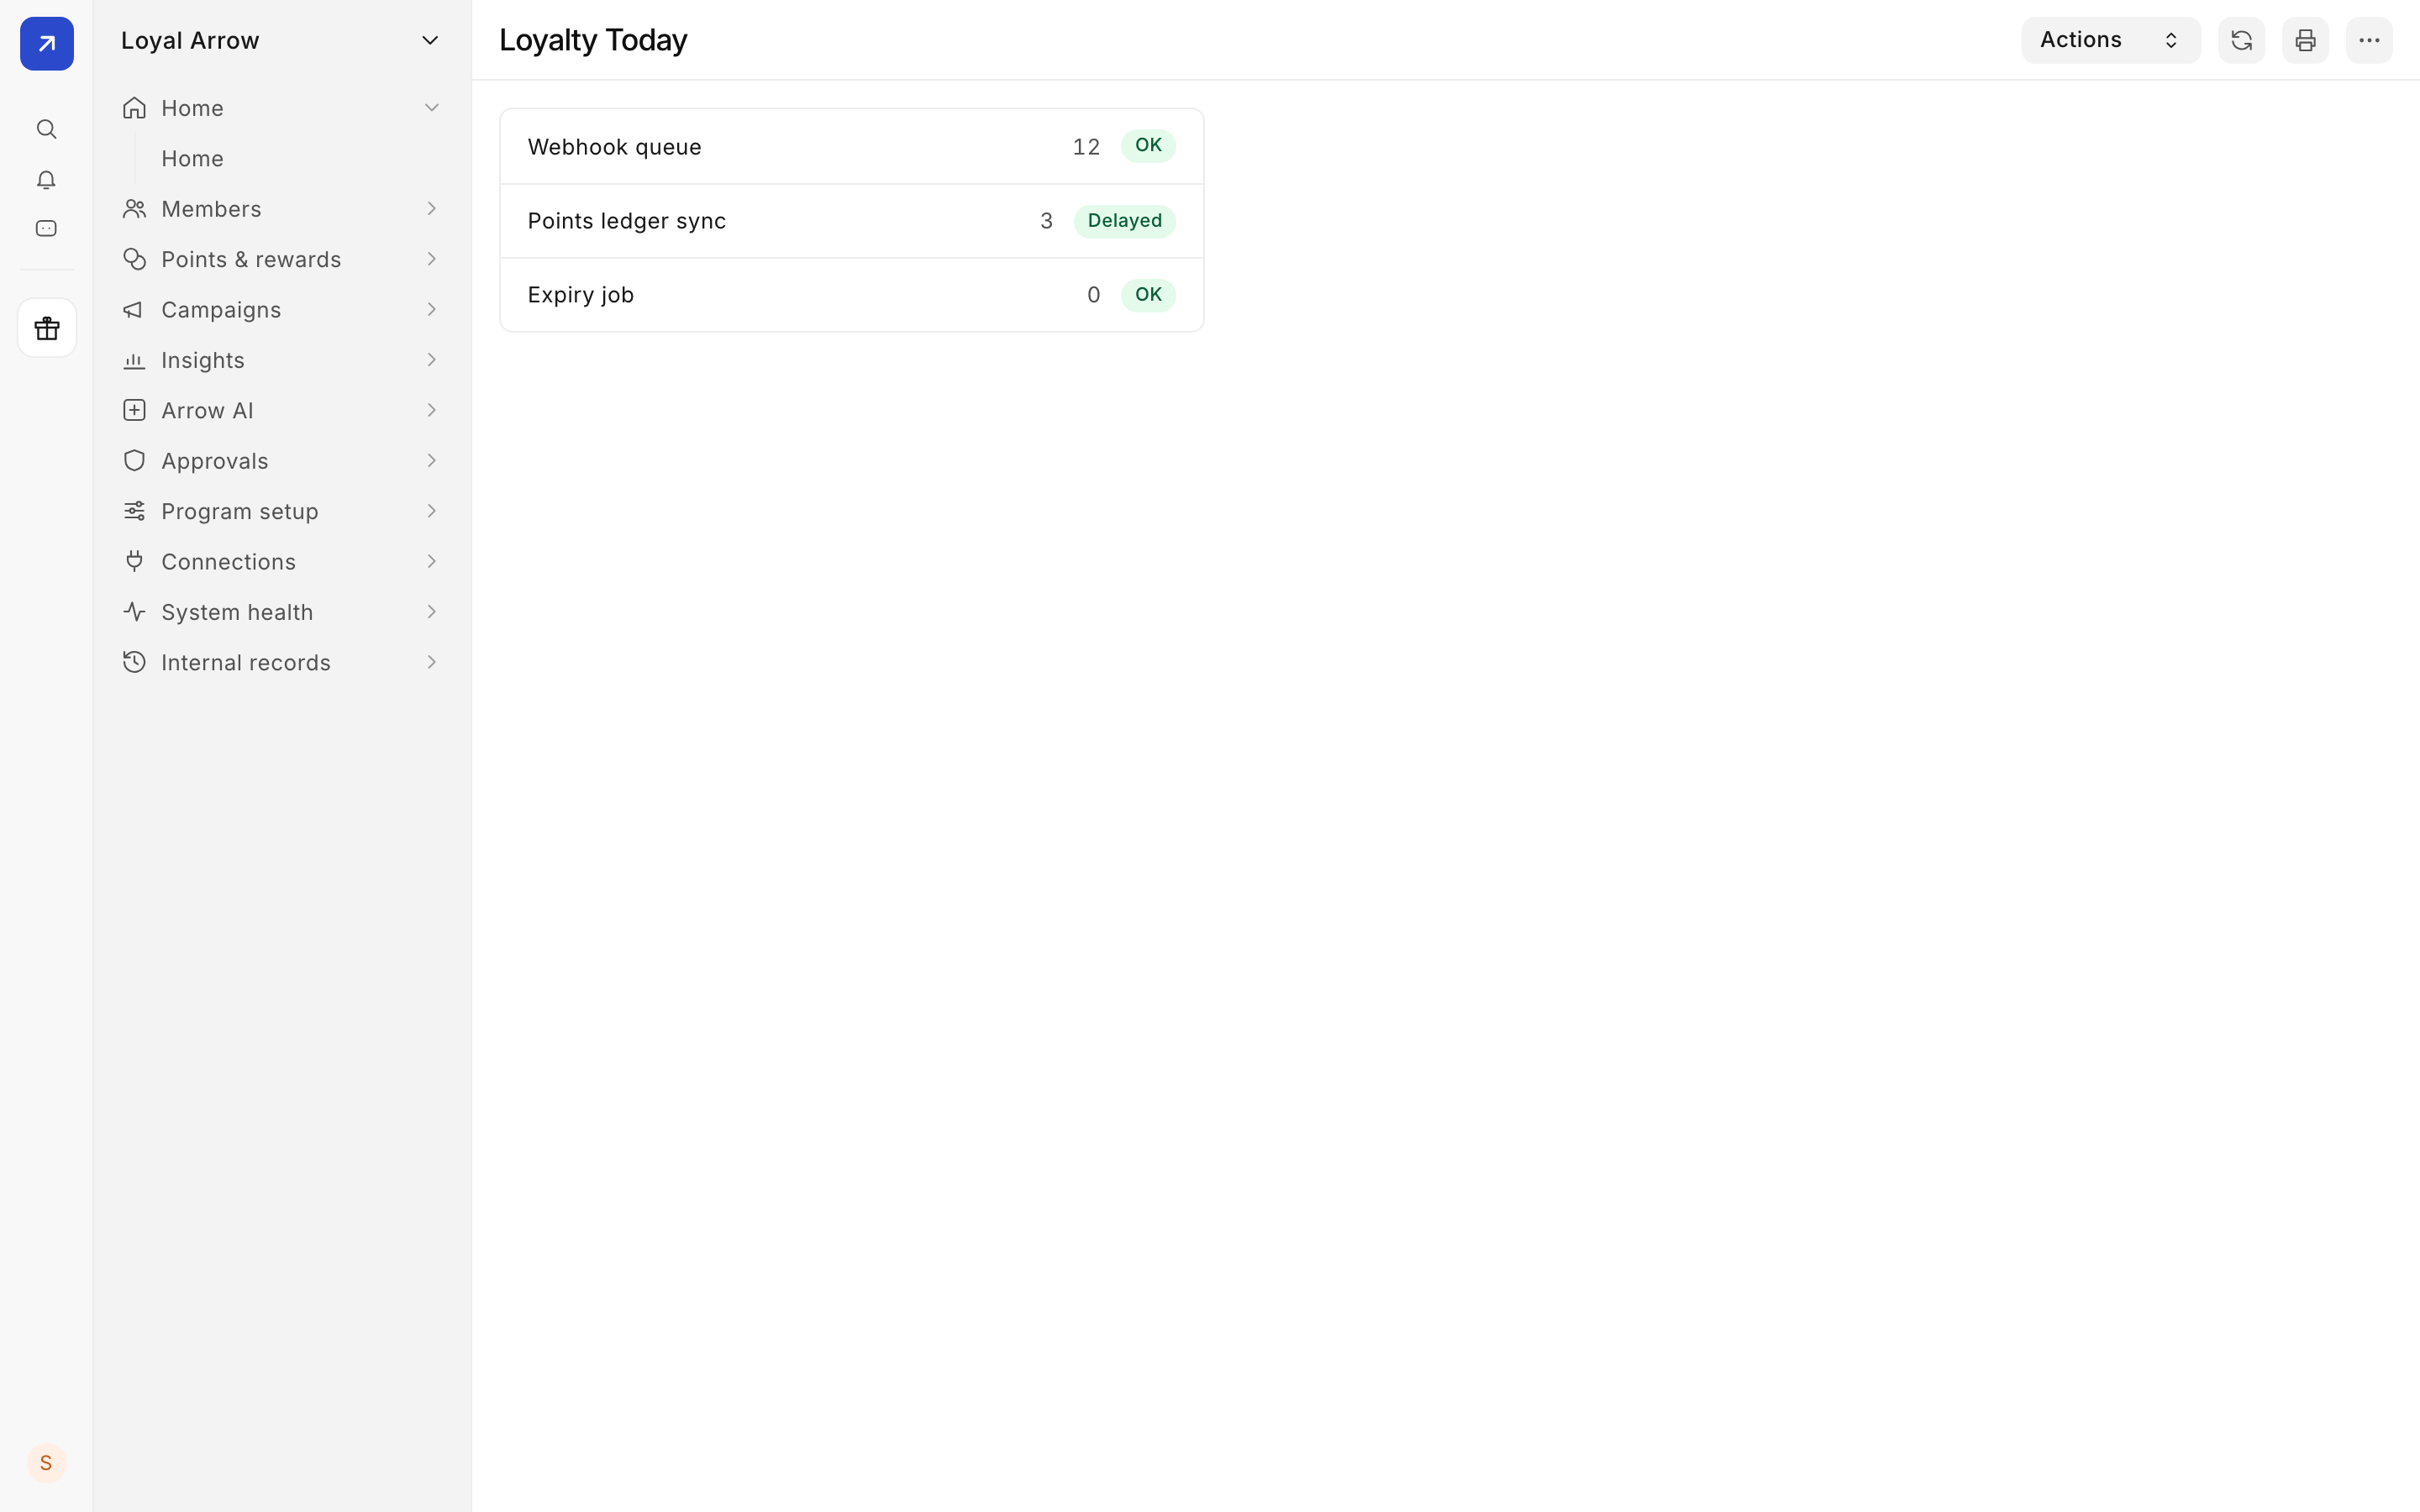 Loyal Arrow
Home
Home
Members
Points & rewards
Campaigns
Insights
Arrow AI
Approvals
Program setup
Connections
System health
Internal records
S
Loyalty Today
Actions
Webhook queue 12 OK
Points ledger sync 3 Delayed
Expiry job 0 OK